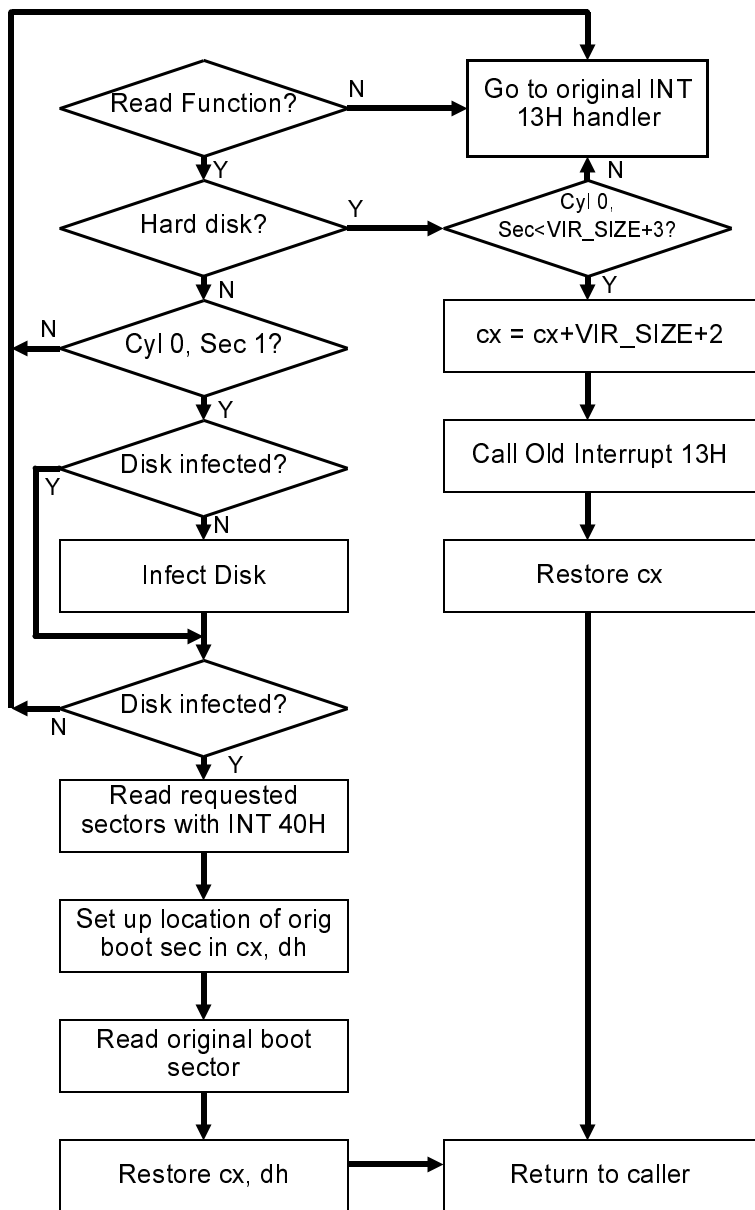 Read Function?
N
Go to original INT
13H handler
Y
N
Hard disk?
Y
Cyl 0,
Sec<VIR_SIZE+3?
N
Y
N
Cyl 0, Sec 1?
cx = cx+VIR_SIZE+2
Y
Disk infected?
Call Old Interrupt 13H
Y
N
Infect Disk
Restore cx
Disk infected?
N
Y
Read requested
sectors with INT 40H
Set up location of orig
boot sec in cx, dh
Read original boot
sector
Restore cx, dh
Return to caller